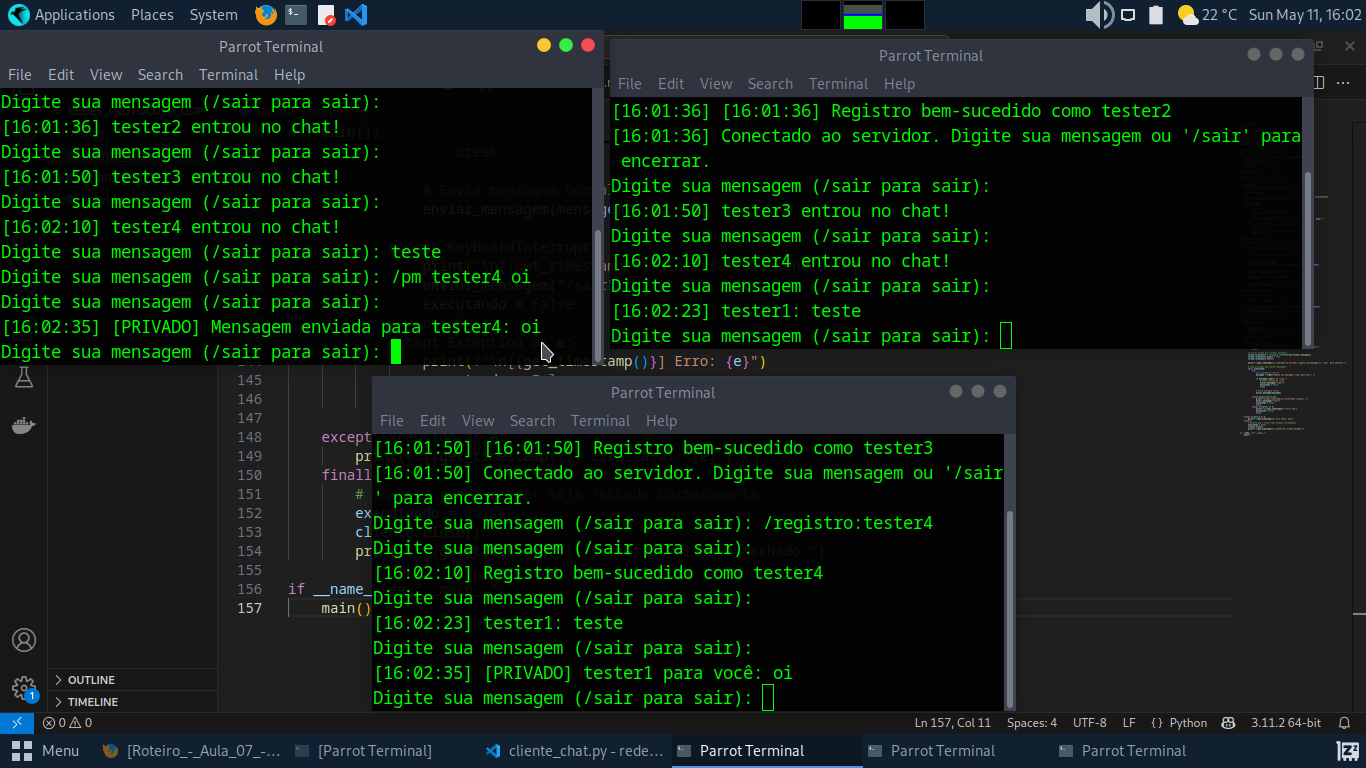 Applications Places System 22 °C Sun May 11, 16:02
Parrot Terminal
File Edit View Search Terminal Help
Digite sua mensagem (/sair para sair):
[16:01:36] tester2 entrou no chat!
Digite sua mensagem (/sair para sair):
[16:01:50] tester3 entrou no chat!
Digite sua mensagem (/sair para sair):
[16:02:10] tester4 entrou no chat!
Digite sua mensagem (/sair para sair): teste
Digite sua mensagem (/sair para sair): /pm tester4 oi
Digite sua mensagem (/sair para sair):
[16:02:35] [PRIVADO] Mensagem enviada para tester4: oi
Digite sua mensagem (/sair para sair):
Parrot Terminal
File Edit View Search Terminal Help
[16:01:36] [16:01:36] Registro bem-sucedido como tester2
[16:01:36] Conectado ao servidor. Digite sua mensagem ou '/sair' para
encerrar.
Digite sua mensagem (/sair para sair):
[16:01:50] tester3 entrou no chat!
Digite sua mensagem (/sair para sair):
[16:02:10] tester4 entrou no chat!
Digite sua mensagem (/sair para sair):
[16:02:23] tester1: teste
Digite sua mensagem (/sair para sair):
Parrot Terminal
File Edit View Search Terminal Help
[16:01:50] [16:01:50] Registro bem-sucedido como tester3
[16:01:50] Conectado ao servidor. Digite sua mensagem ou '/sair
' para encerrar.
Digite sua mensagem (/sair para sair): /registro:tester4
Digite sua mensagem (/sair para sair):
[16:02:10] Registro bem-sucedido como tester4
Digite sua mensagem (/sair para sair):
[16:02:23] tester1: teste
Digite sua mensagem (/sair para sair):
[16:02:35] [PRIVADO] tester1 para você: oi
Digite sua mensagem (/sair para sair):
break
# Envia mensagem
enviar_mensagem(
executando = False
Exception
print(f"\n[{get_timestamp()}] Erro: {e}")
145
146
147
148 except
149 pr
150 finall
151 # seja fechado corretamente
152 ex
153 cl
154 pr
155
156 if __name_
157 main()
OUTLINE
TIMELINE
1
0 0 Ln 157, Col 11 Spaces: 4 UTF-8 LF { } Python 3.11.2 64-bit
Menu [Roteiro_-_Aula_07_-... [Parrot Terminal] cliente_chat.py - rede... Parrot Terminal Parrot Terminal Parrot Terminal